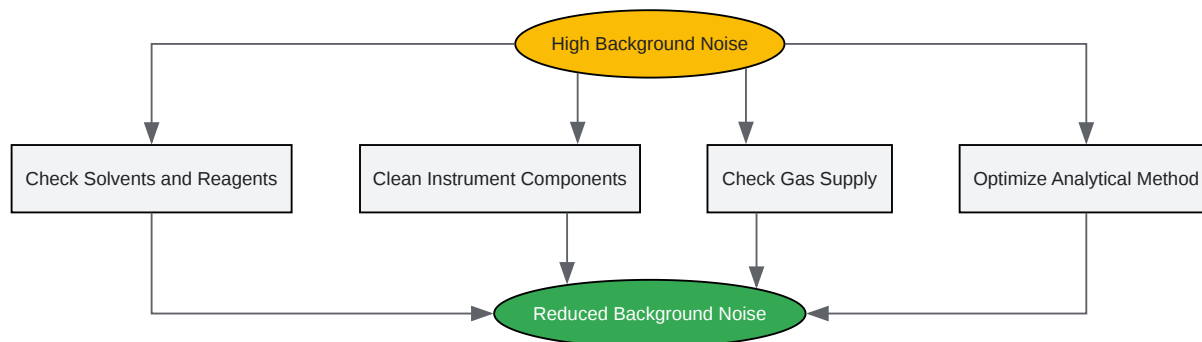 High Background Noise
Check Solvents and Reagents
Clean Instrument Components
Check Gas Supply
Optimize Analytical Method
Reduced Background Noise